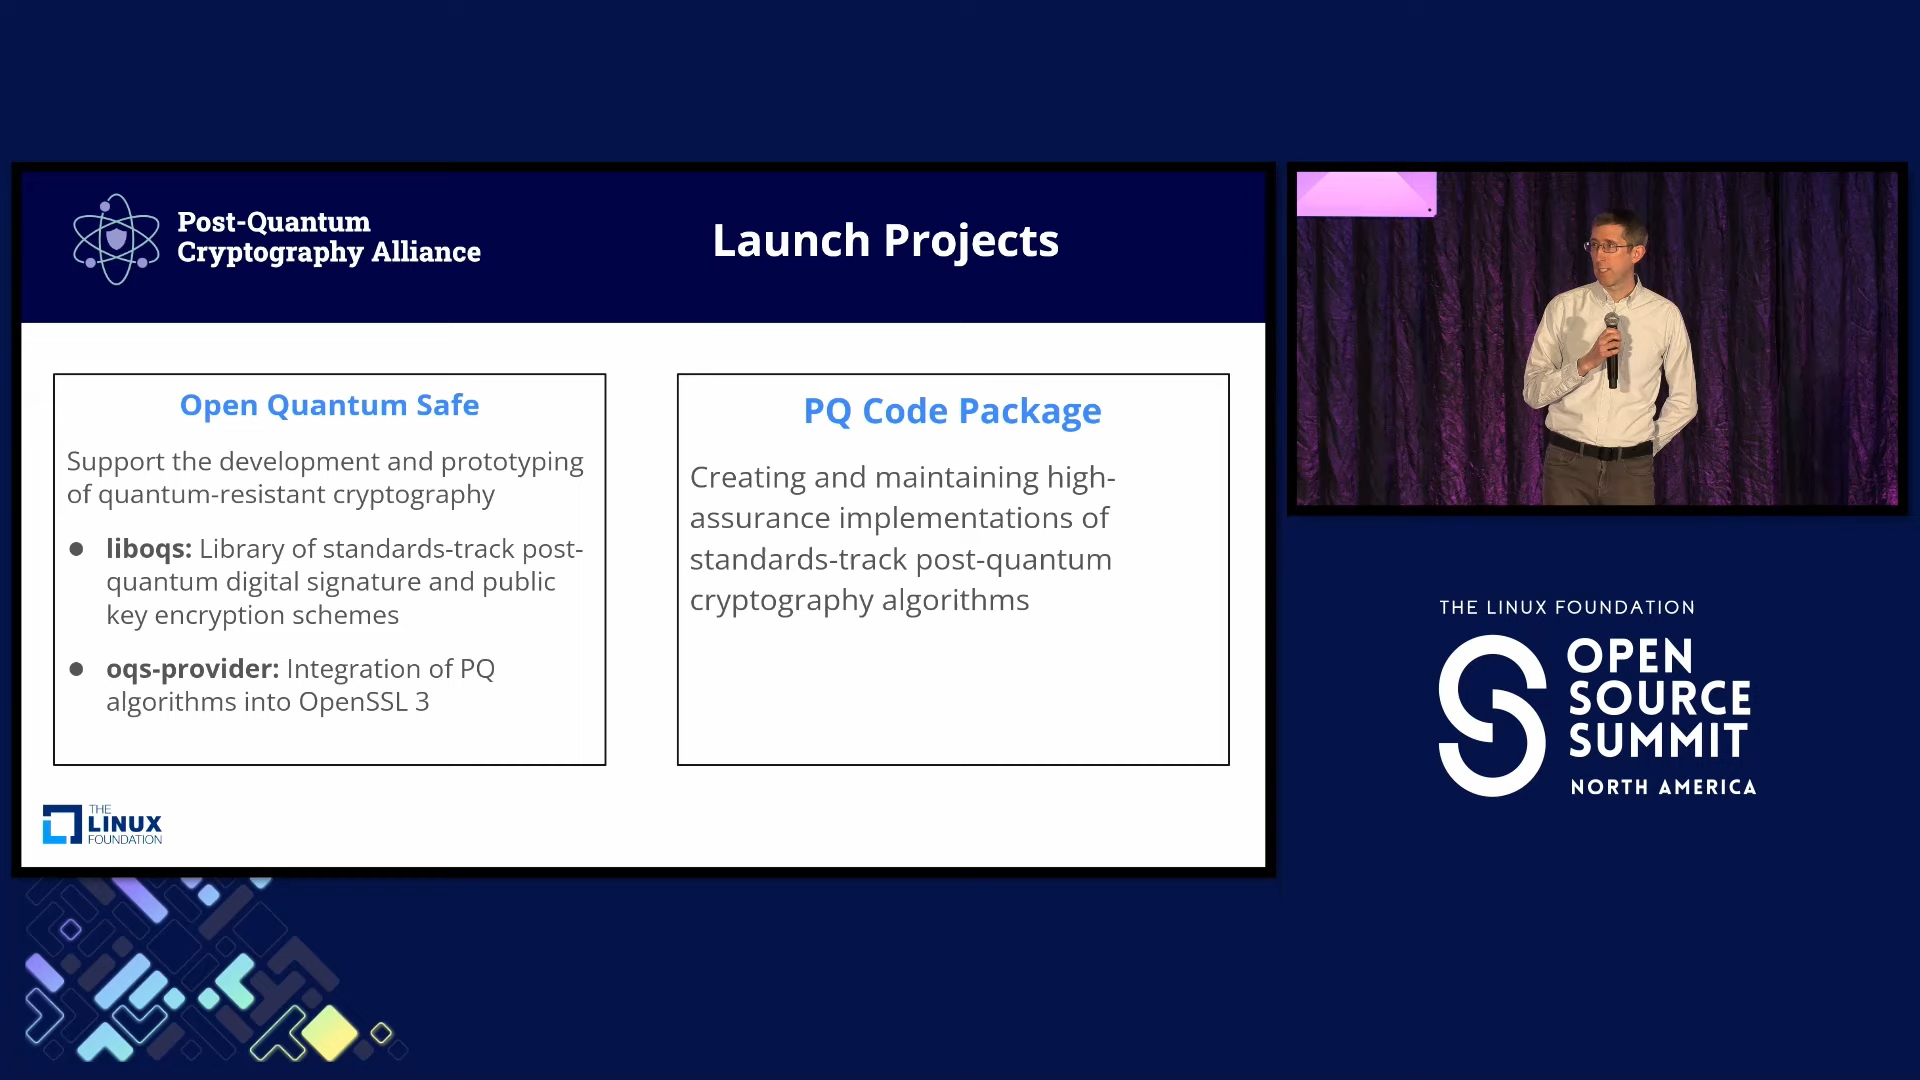 Post-Quantum
Cryptography Alliance
Launch Projects
Open Quantum Safe
Support the development and prototyping
of quantum-resistant cryptography
● liboqs: Library of standards-track post-
quantum digital signature and public
key encryption schemes
● oqs-provider: Integration of PQ
algorithms into OpenSSL 3
PQ Code Package
Creating and maintaining high-
assurance implementations of
standards-track post-quantum
cryptography algorithms
THE
LINUX
FOUNDATION
THE LINUX FOUNDATION
OPEN
SOURCE
SUMMIT
NORTH AMERICA